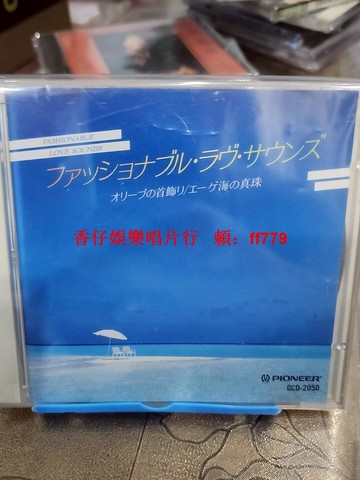 FASHIONABLE
LOVE SOUNDS
ファッショナブル・ラヴ・サウンズ
オリーブの首飾り/エーゲ海の真珠
香仔娛樂唱片行 賴：ff779
PIONEER
QCD-2050